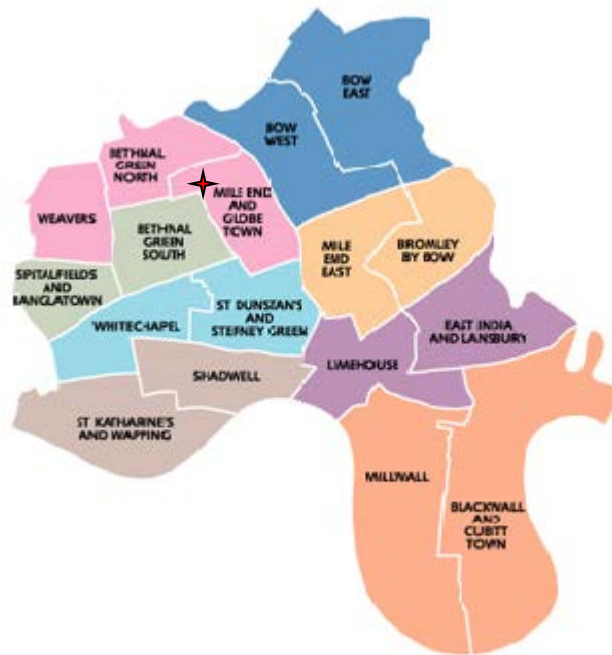 BOW
EAST
BOW
WEST
BETHNAL
GREEN
NORTH
MILE END
AND
GLOBE
TOWN
WEAVERS
BETHNAL
GREEN
SOUTH
MILE
END
EAST
BROMLEY
BY BOW
SPITALFIELDS
AND
BANGLATOWN
WHITECHAPEL
ST DUNSTAN'S
AND
STEPNEY GREEN
EAST INDIA
AND LANSBURY
LIMEHOUSE
SHADWELL
ST KATHARINE'S
AND WAPPING
MILLWALL
BLACKWALL
AND
CUBITT
TOWN